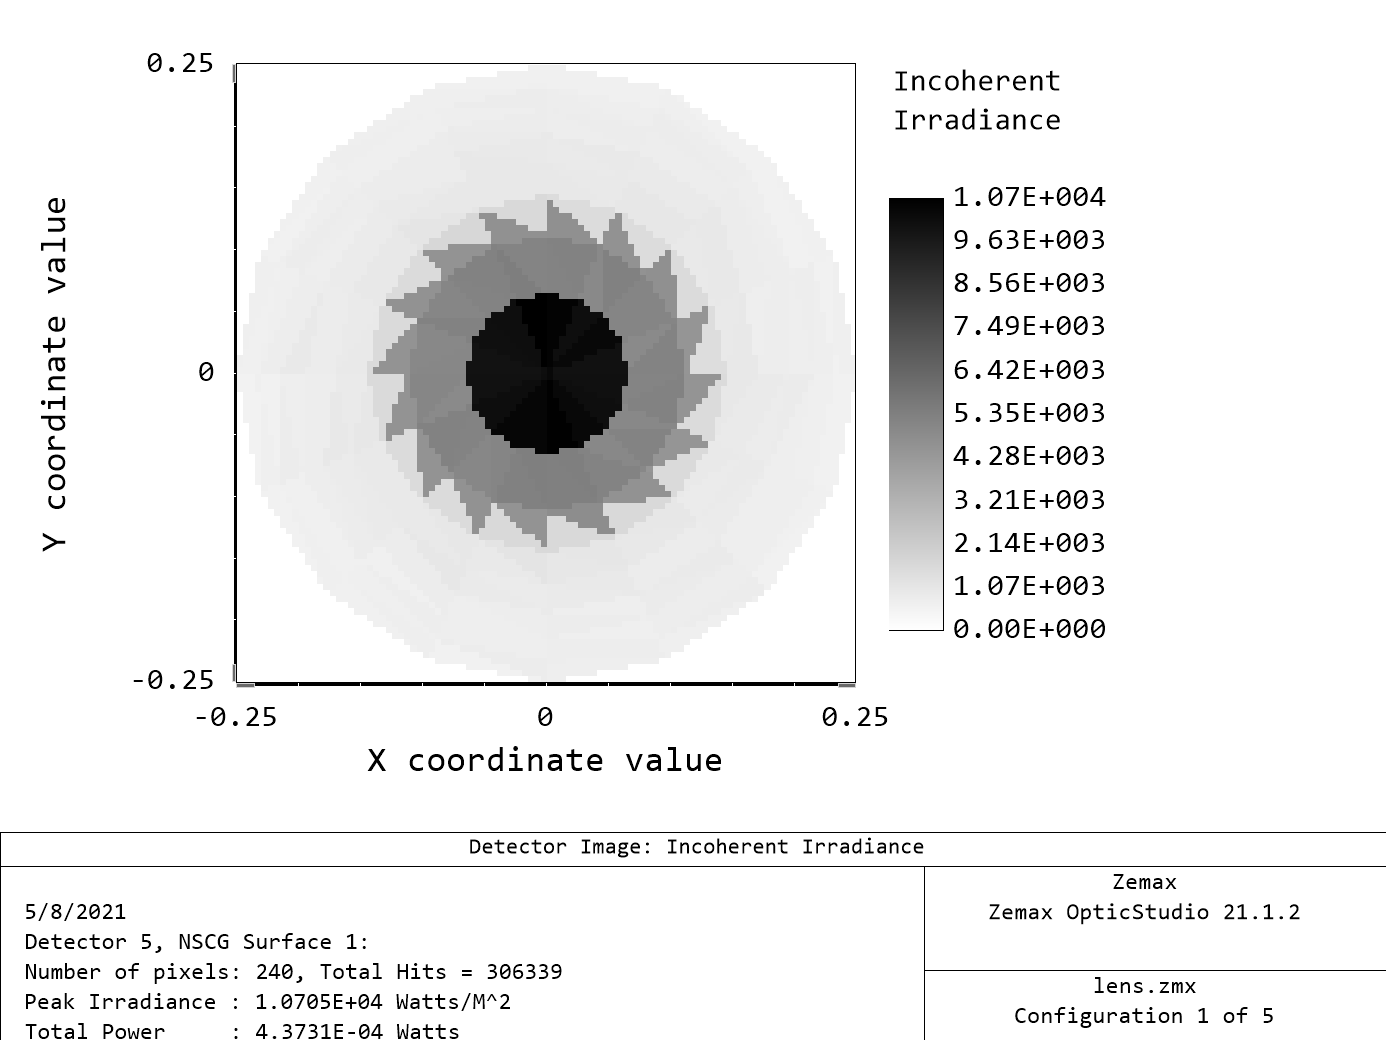 0.25
0
-0.25
Y coordinate value
-0.25 0 0.25
X coordinate value
Incoherent
Irradiance
1.07E+004
9.63E+003
8.56E+003
7.49E+003
6.42E+003
5.35E+003
4.28E+003
3.21E+003
2.14E+003
1.07E+003
0.00E+000
Detector Image: Incoherent Irradiance
5/8/2021
Detector 5, NSCG Surface 1:
Number of pixels: 240, Total Hits = 306339
Peak Irradiance : 1.0705E+04 Watts/M^2
Total Power : 4.3731E-04 Watts
Zemax
Zemax OpticStudio 21.1.2
lens.zmx
Configuration 1 of 5